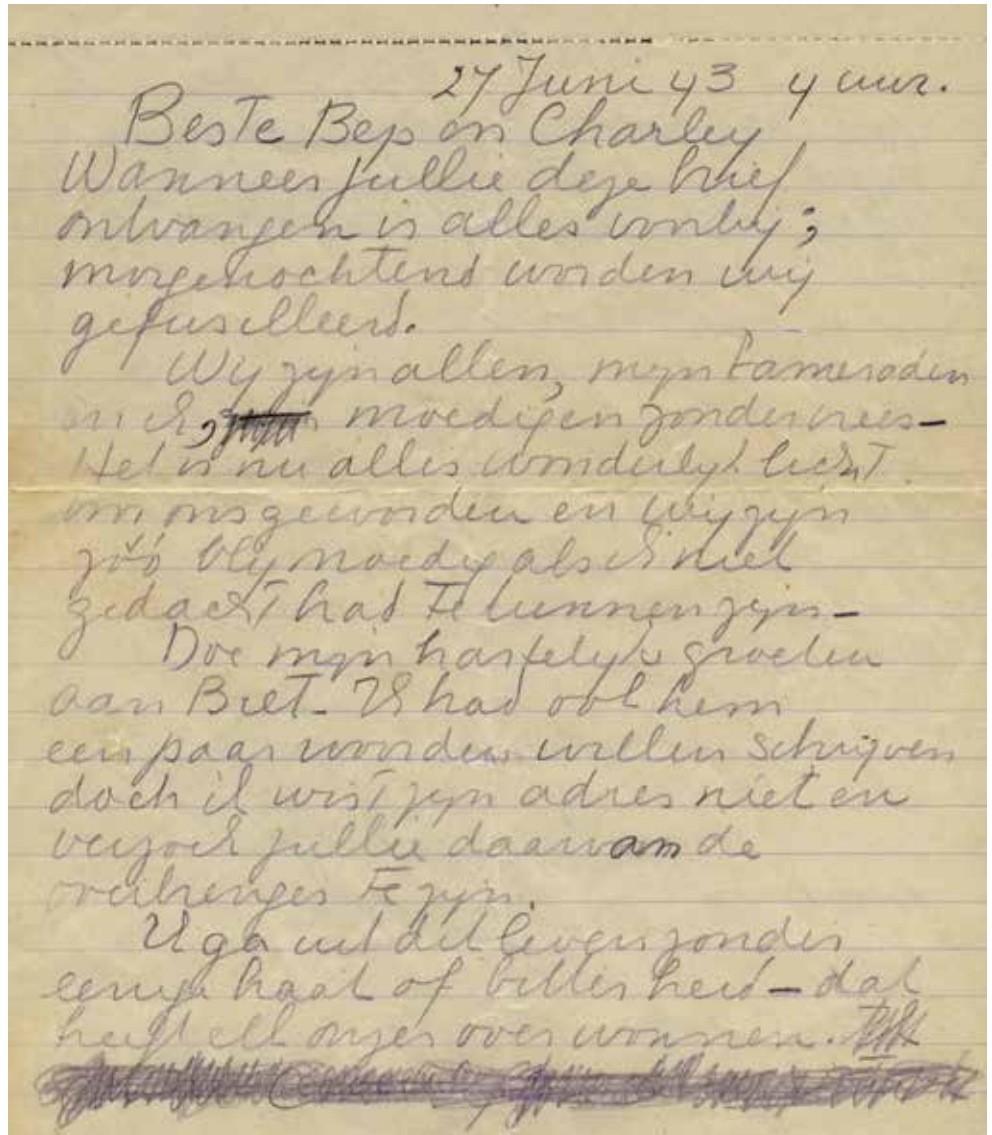 27 Juni 43 4 uur.
Beste Bep en Charley
Wanneer jullie deze brief
ontvangen is alles voorbij;
morgenochtend worden wij
gefusilleerd.
Wij zijn allen, mijn kameraden
en ik, moedig en zonder vrees –
Het is nu alles wonderlijk licht
om ons geworden en wij zijn
zóó blijmoedig als ik niet
gedacht had te kunnen zijn –
Doe mijn hartelijke groeten
aan Biet – Ik had ook hem
een paar woorden willen schrijven
doch ik wist zijn adres niet en
verzoek jullie daarvan de
overbrenger te zijn.
Ik ga uit dit leven zonder
eenige haat of bitterheid – dat
heeft elk onzer overwonnen.